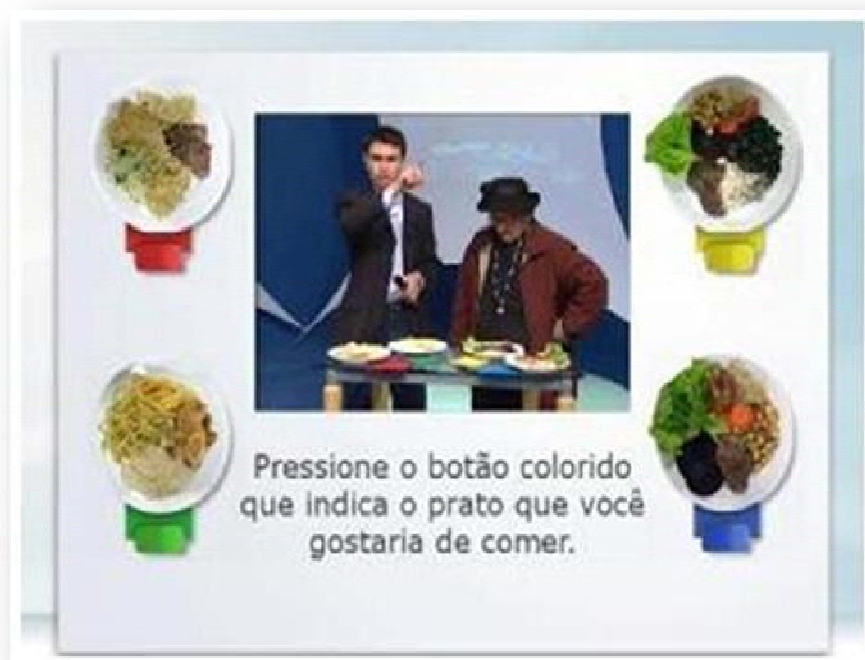 Pressione o botão colorido
que indica o prato que você
gostaria de comer.